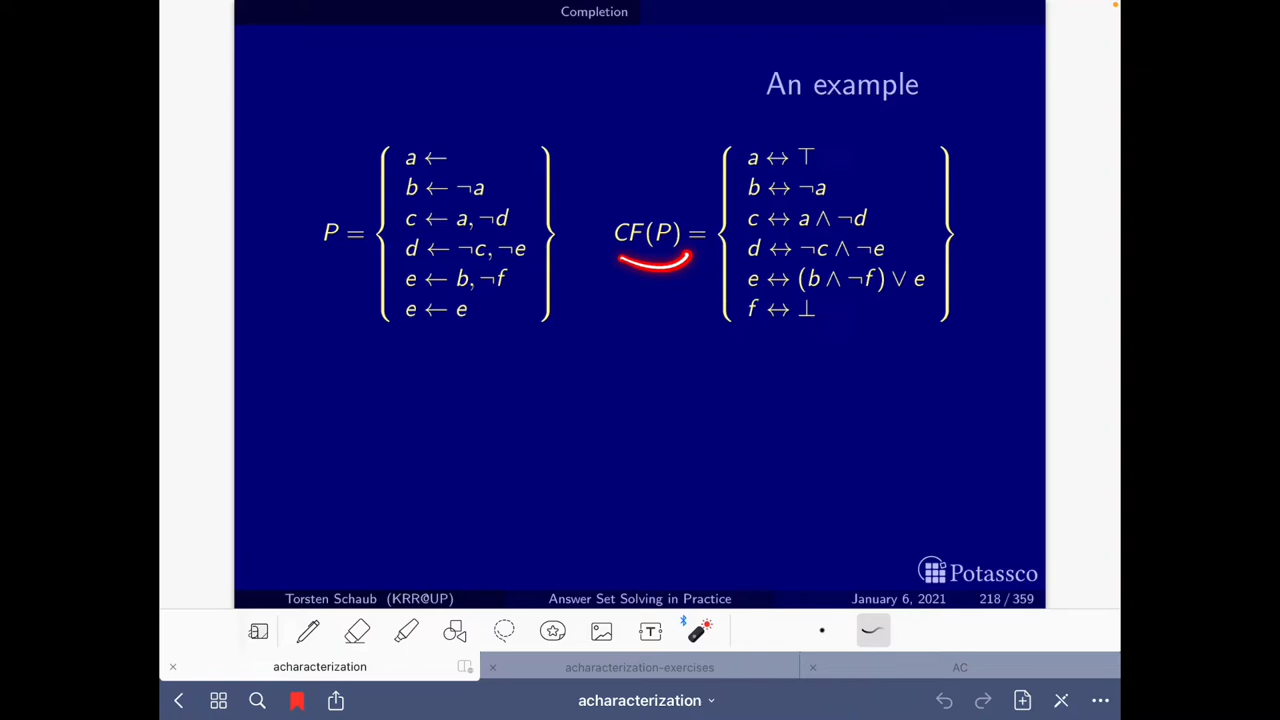 Completion
An example
P = { a ←
b ← ¬a
c ← a, ¬d
d ← ¬c, ¬e
e ← b, ¬f
e ← e }
CF(P) = { a ↔ ⊤
b ↔ ¬a
c ↔ a ∧ ¬d
d ↔ ¬c ∧ ¬e
e ↔ (b ∧ ¬f) ∨ e
f ↔ ⊥ }
Potassco
Torsten Schaub (KRR@UP) Answer Set Solving in Practice January 6, 2021 218 / 359
T
acharacterization acharacterization-exercises AC
acharacterization